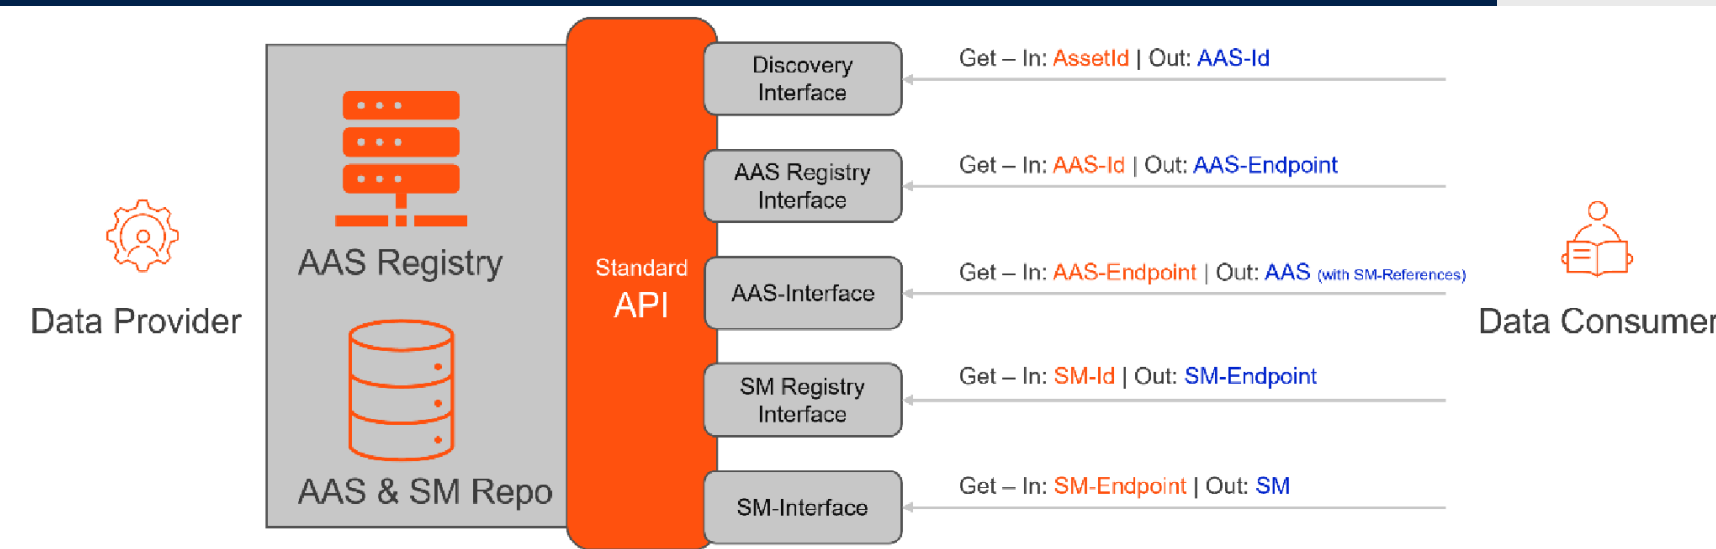 Discovery
Interface
Get – In: AssetId | Out: AAS-Id
AAS Registry
Interface
Get – In: AAS-Id | Out: AAS-Endpoint
AAS Registry
Standard
API
AAS-Interface
Get – In: AAS-Endpoint | Out: AAS (with SM-References)
Data Provider
Data Consumer
SM Registry
Interface
Get – In: SM-Id | Out: SM-Endpoint
AAS & SM Repo
SM-Interface
Get – In: SM-Endpoint | Out: SM